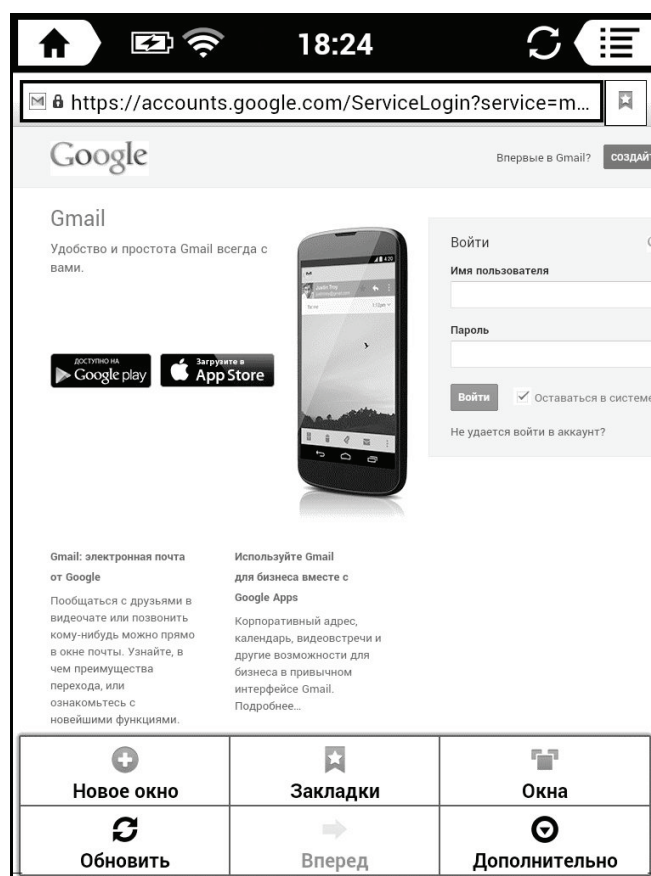 18:24
https://accounts.google.com/ServiceLogin?service=m...
Google
Впервые в Gmail?
СОЗДАЙТ
Gmail
Удобство и простота Gmail всегда с
вами.
ДОСТУПНО НА
Google play
Загрузите в
App Store
4:20
Войти
Имя пользователя
Пароль
Войти
Оставаться в системе
Не удается войти в аккаунт?
Gmail: электронная почта
от Google
Пообщаться с друзьями в
видеочате или позвонить
кому-нибудь можно прямо
в окне почты. Узнайте, в
чем преимущества
перехода, или
ознакомьтесь с
новейшими функциями.
Используйте Gmail
для бизнеса вместе с
Google Apps
Корпоративный адрес,
календарь, видеовстречи и
другие возможности для
бизнеса в привычном
интерфейсе Gmail.
Подробнее...
Новое окно
Закладки
Окна
Обновить
Вперед
Дополнительно